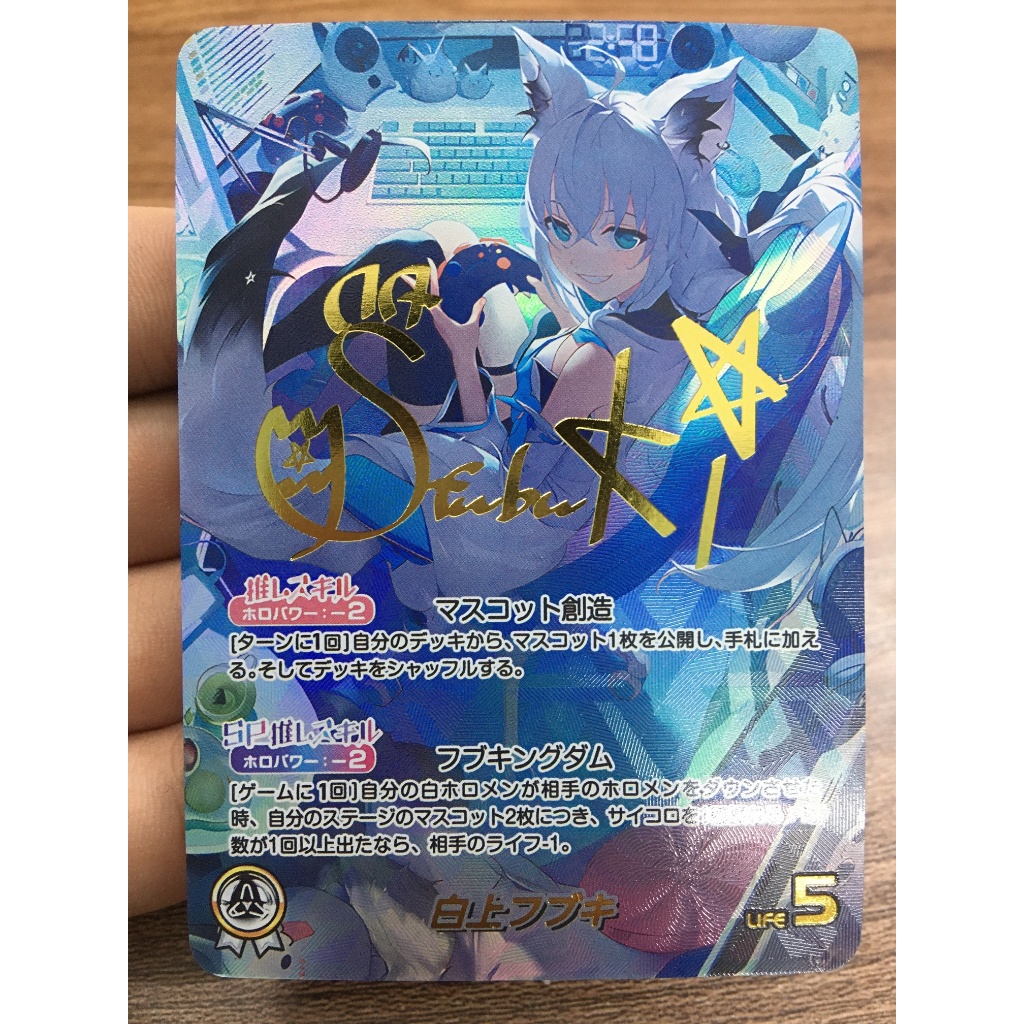 推しスキル
ホロパワー:-2
マスコット創造
[ターンに1回]自分のデッキから、マスコット1枚を公開し、手札に加え
る。そしてデッキをシャッフルする。
SP推しスキル
ホロパワー:-2
フブキングダム
[ゲームに1回]自分の白ホロメンが相手のホロメンをダウンさせた
時、自分のステージのマスコット2枚につき、サイコロを
数が1回以上出たなら、相手のライフ-1。
白上フブキ
LIFE 5